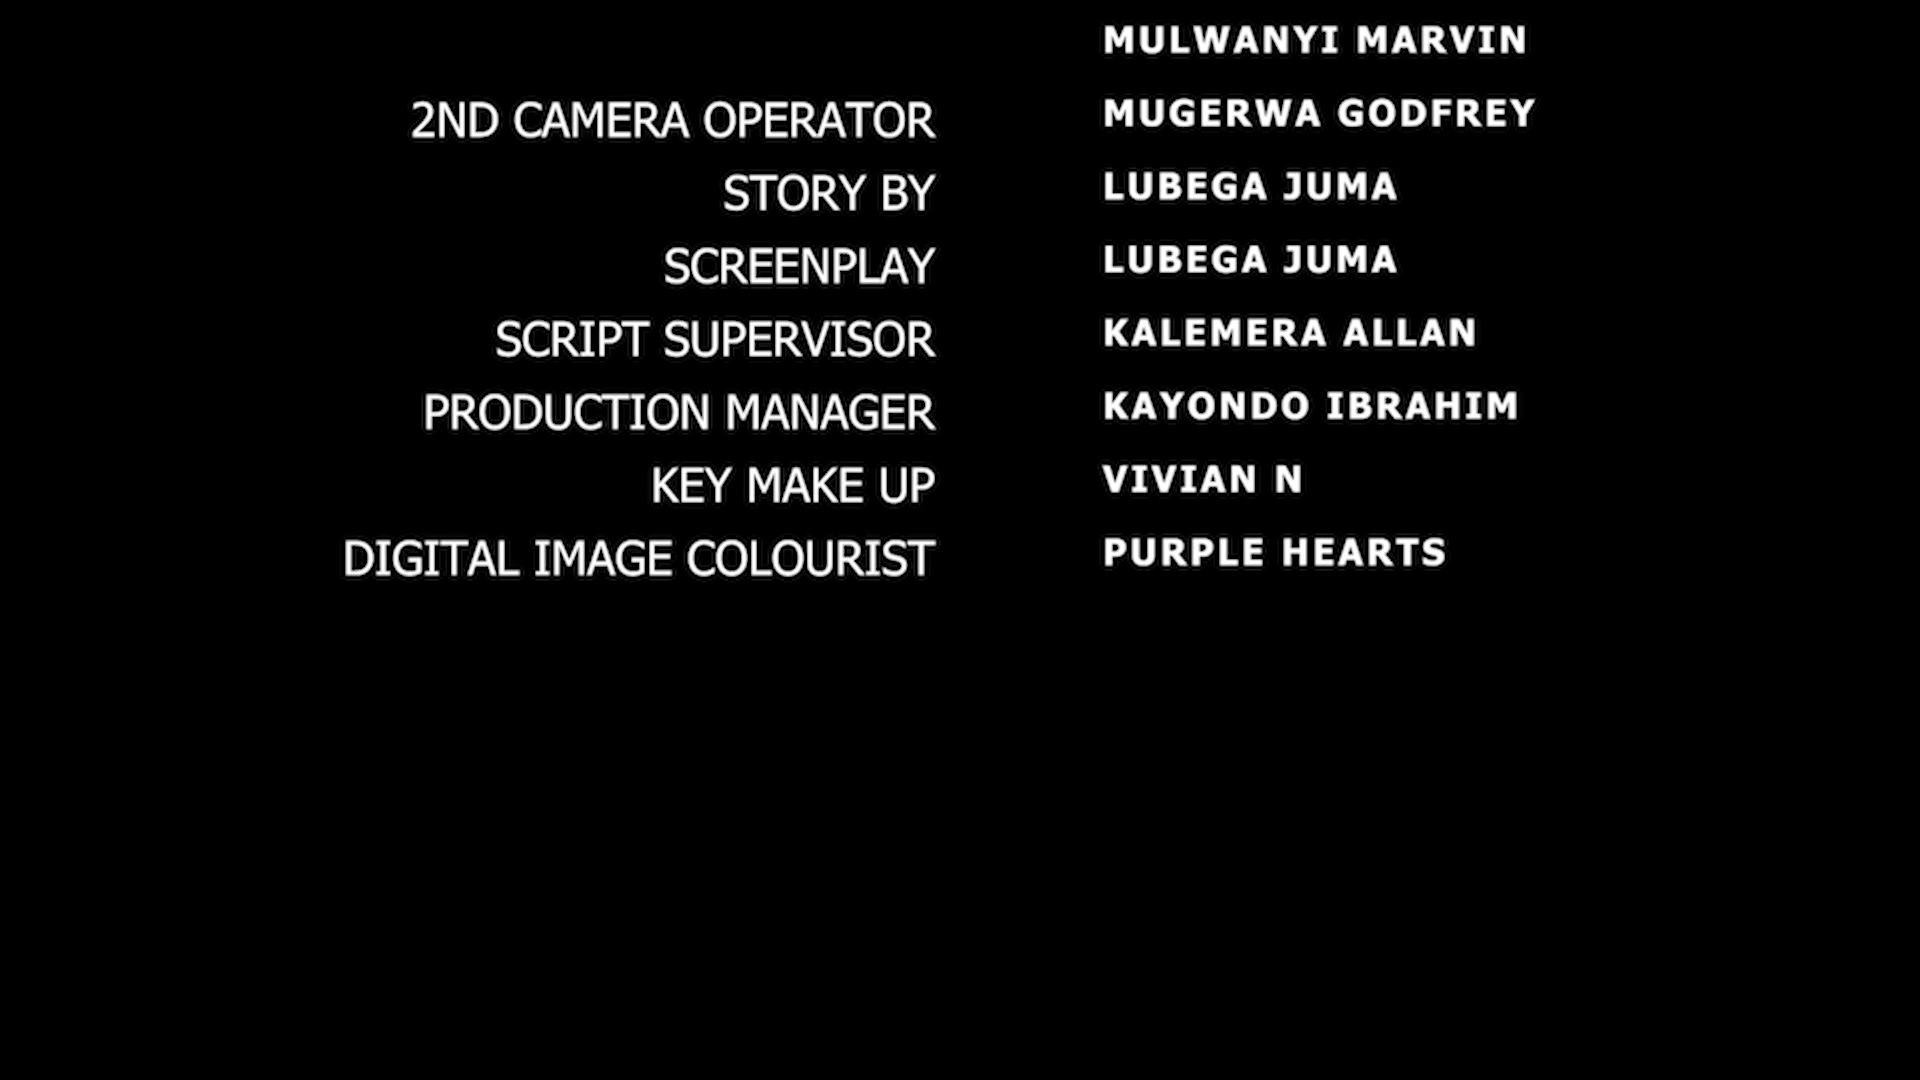 MULWANYI MARVIN
2ND CAMERA OPERATOR MUGERWA GODFREY
STORY BY LUBEGA JUMA
SCREENPLAY LUBEGA JUMA
SCRIPT SUPERVISOR KALEMERA ALLAN
PRODUCTION MANAGER KAYONDO IBRAHIM
KEY MAKE UP VIVIAN N
DIGITAL IMAGE COLOURIST PURPLE HEARTS